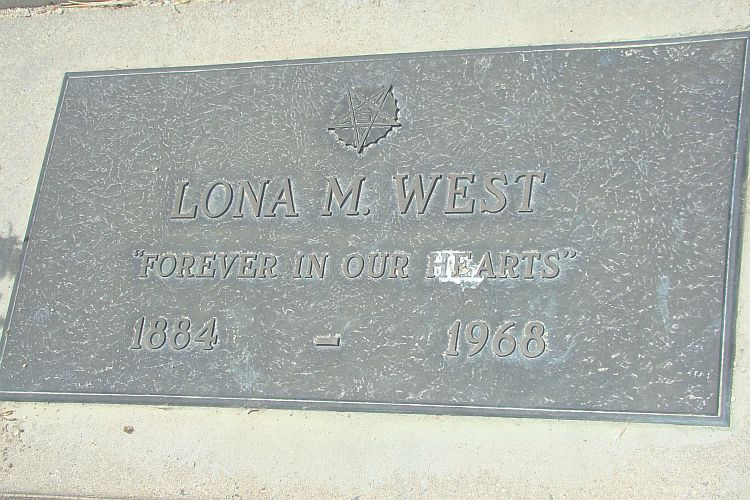 LONA M. WEST
"FOREVER IN OUR HEARTS"
1884 - 1968